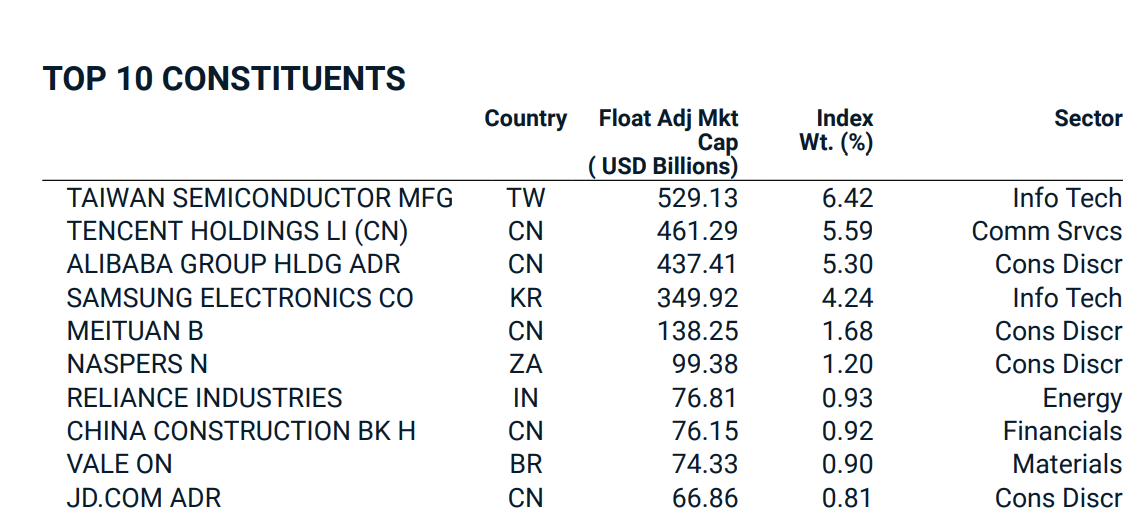 TOP 10 CONSTITUENTS
Country Float Adj Mkt Index Sector
Cap Wt. (%)
( USD Billions)
TAIWAN SEMICONDUCTOR MFG TW 529.13 6.42 Info Tech
TENCENT HOLDINGS LI (CN) CN 461.29 5.59 Comm Srvcs
ALIBABA GROUP HLDG ADR CN 437.41 5.30 Cons Discr
SAMSUNG ELECTRONICS CO KR 349.92 4.24 Info Tech
MEITUAN B CN 138.25 1.68 Cons Discr
NASPERS N ZA 99.38 1.20 Cons Discr
RELIANCE INDUSTRIES IN 76.81 0.93 Energy
CHINA CONSTRUCTION BK H CN 76.15 0.92 Financials
VALE ON BR 74.33 0.90 Materials
JD.COM ADR CN 66.86 0.81 Cons Discr